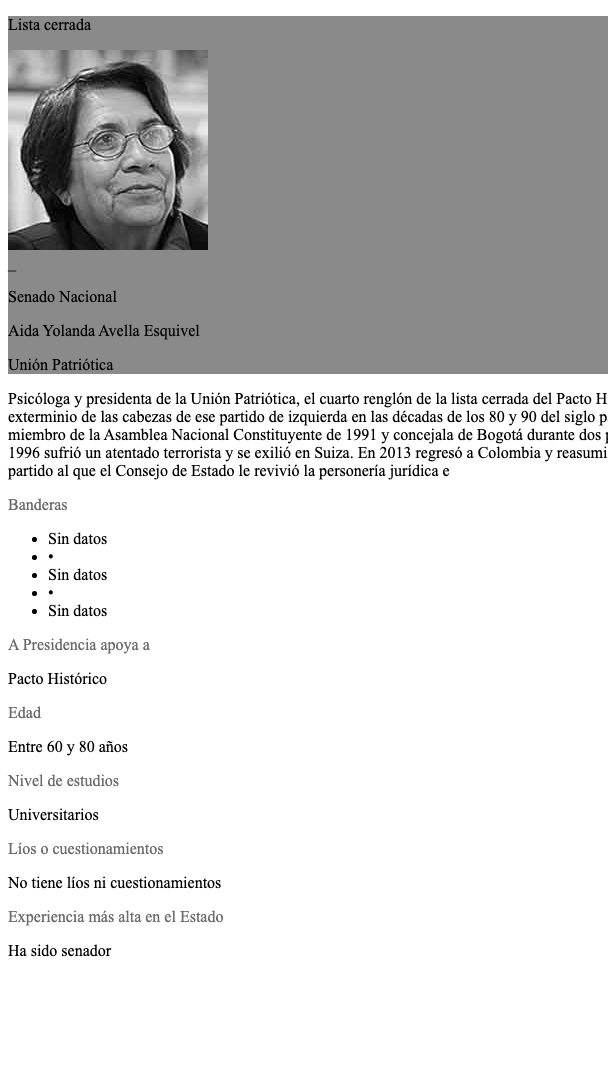 Lista cerrada
_
Senado Nacional
Aida Yolanda Avella Esquivel
Unión Patriótica
Psicóloga y presidenta de la Unión Patriótica, el cuarto renglón de la lista cerrada del Pacto H
exterminio de las cabezas de ese partido de izquierda en las décadas de los 80 y 90 del siglo p
miembro de la Asamblea Nacional Constituyente de 1991 y concejala de Bogotá durante dos p
1996 sufrió un atentado terrorista y se exilió en Suiza. En 2013 regresó a Colombia y reasumi
partido al que el Consejo de Estado le revivió la personería jurídica e
Banderas
• Sin datos
• •
• Sin datos
• •
• Sin datos
A Presidencia apoya a
Pacto Histórico
Edad
Entre 60 y 80 años
Nivel de estudios
Universitarios
Líos o cuestionamientos
No tiene líos ni cuestionamientos
Experiencia más alta en el Estado
Ha sido senador